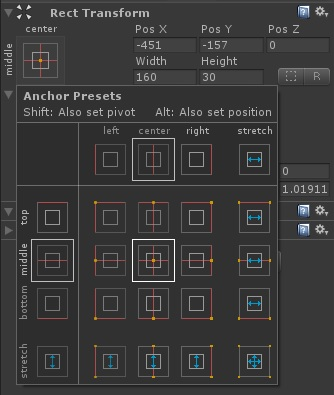 Rect Transform
center
middle
Pos X Pos Y Pos Z
-451 -157 0
Width Height
160 30
R
Anchor Presets
Shift: Also set pivot Alt: Also set position
left center right stretch
0
1.01911
top
middle
bottom
stretch